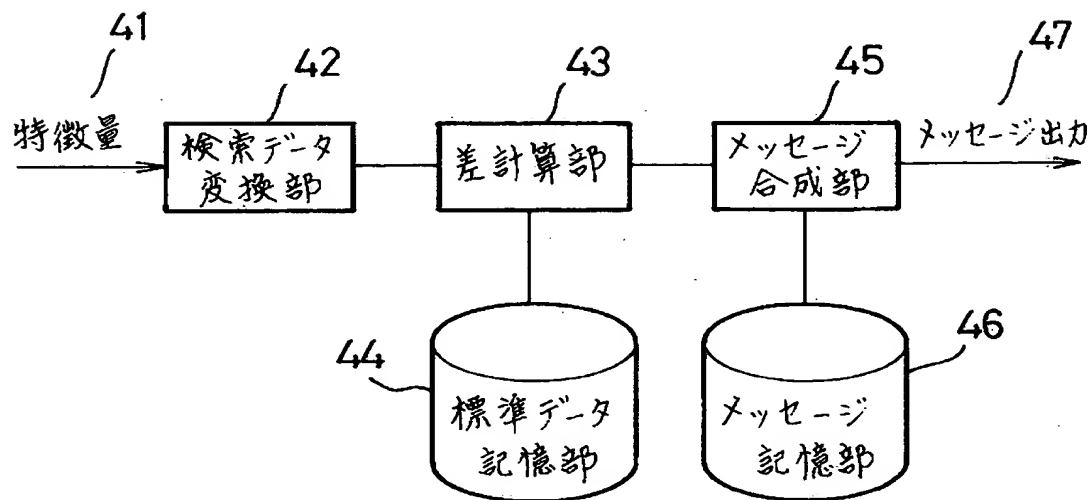 41
42
43
45
47
特徴量
検索データ
変換部
差計算部
メッセージ
合成部
メッセージ出力
44
標準データ
記憶部
46
メッセージ
記憶部